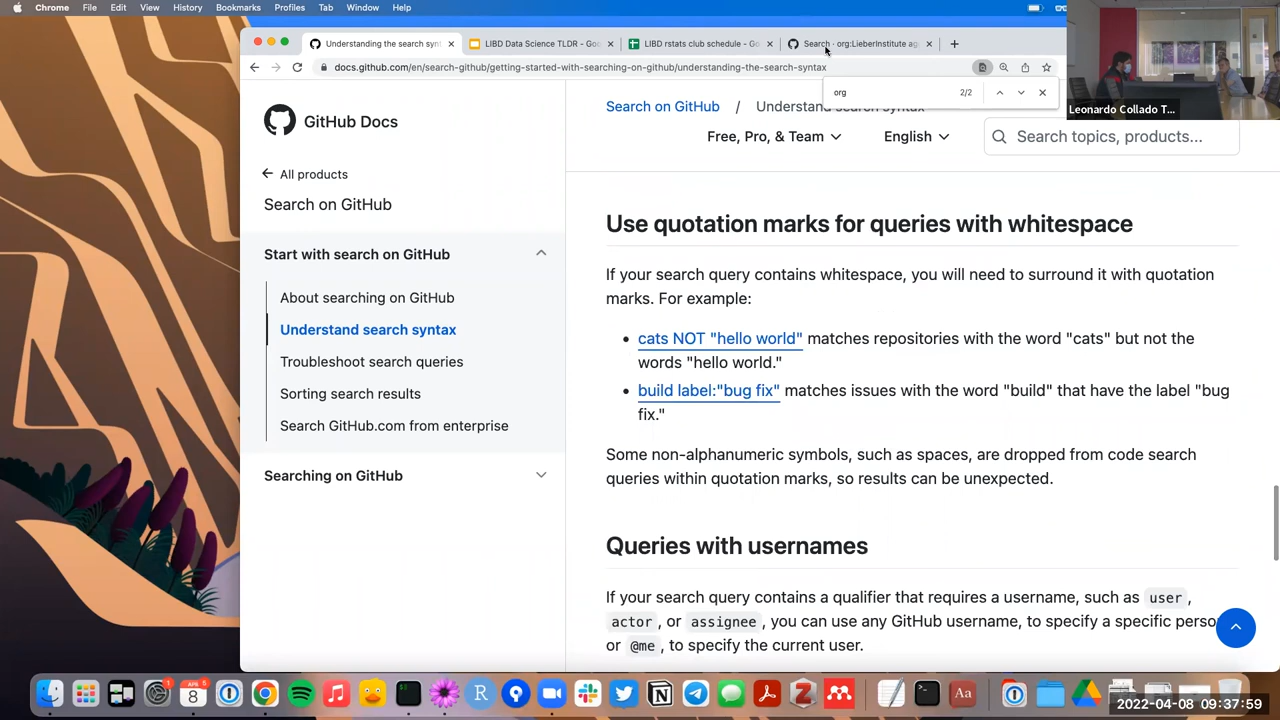 Chrome File Edit View History Bookmarks Profiles Tab Window Help
Understanding the search synt
LIBD Data Science TLDR - Goo
LIBD rstats club schedule - Go
Search · org:LieberInstitute ag
docs.github.com/en/search-github/getting-started-with-searching-on-github/understanding-the-search-syntax
org 2/2
Leonardo Collado T...
GitHub Docs
Search on GitHub / Understand search syntax
Free, Pro, & Team English Search topics, products...
All products
Search on GitHub
Start with search on GitHub
About searching on GitHub
Understand search syntax
Troubleshoot search queries
Sorting search results
Search GitHub.com from enterprise
Searching on GitHub
Use quotation marks for queries with whitespace
If your search query contains whitespace, you will need to surround it with quotation
marks. For example:
• cats NOT "hello world" matches repositories with the word "cats" but not the
words "hello world."
• build label:"bug fix" matches issues with the word "build" that have the label "bug
fix."
Some non-alphanumeric symbols, such as spaces, are dropped from code search
queries within quotation marks, so results can be unexpected.
Queries with usernames
If your search query contains a qualifier that requires a username, such as user ,
actor , or assignee , you can use any GitHub username, to specify a specific perso
or @me , to specify the current user.
APR 5
8
R
Aa
2022-04-08 09:37:59